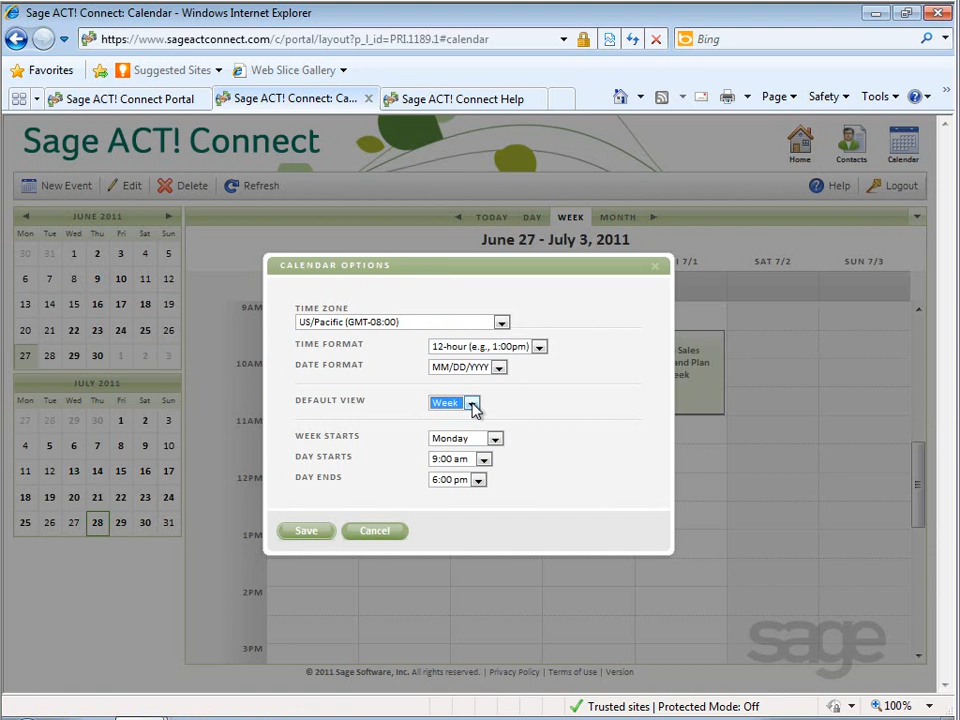 Sage ACT! Connect: Calendar - Windows Internet Explorer
https://www.sageactconnect.com/c/portal/layout?p_l_id=PRI.1189.1#calendar
Bing
Favorites
Suggested Sites
Web Slice Gallery
Sage ACT! Connect Portal
Sage ACT! Connect: Ca...
Sage ACT! Connect Help
Page
Safety
Tools
Sage ACT! Connect
Home
Contacts
Calendar
New Event
Edit
Delete
Refresh
Help
Logout
JUNE 2011
Mon Tue Wed Thu Fri Sat Sun
30 31 1 2 3 4 5
6 7 8 9 10 11 12
13 14 15 16 17 18 19
20 21 22 23 24 25 26
27 28 29 30 1 2 3
JULY 2011
Mon Tue Wed Thu Fri Sat Sun
27 28 29 30 1 2 3
4 5 6 7 8 9 10
11 12 13 14 15 16 17
18 19 20 21 22 23 24
25 26 27 28 29 30 31
TODAY DAY WEEK MONTH
June 27 - July 3, 2011
7/1 SAT 7/2 SUN 7/3
9AM
10AM
11AM
12PM
1PM
2PM
3PM
Sales
and Plan
eek
CALENDAR OPTIONS
TIME ZONE
US/Pacific (GMT-08:00)
TIME FORMAT 12-hour (e.g., 1:00pm)
DATE FORMAT MM/DD/YYYY
DEFAULT VIEW Week
WEEK STARTS Monday
DAY STARTS 9:00 am
DAY ENDS 6:00 pm
Save
Cancel
sage
© 2011 Sage Software, Inc. All rights reserved. | Privacy Policy | Terms of Use | Version
Trusted sites | Protected Mode: Off
100%